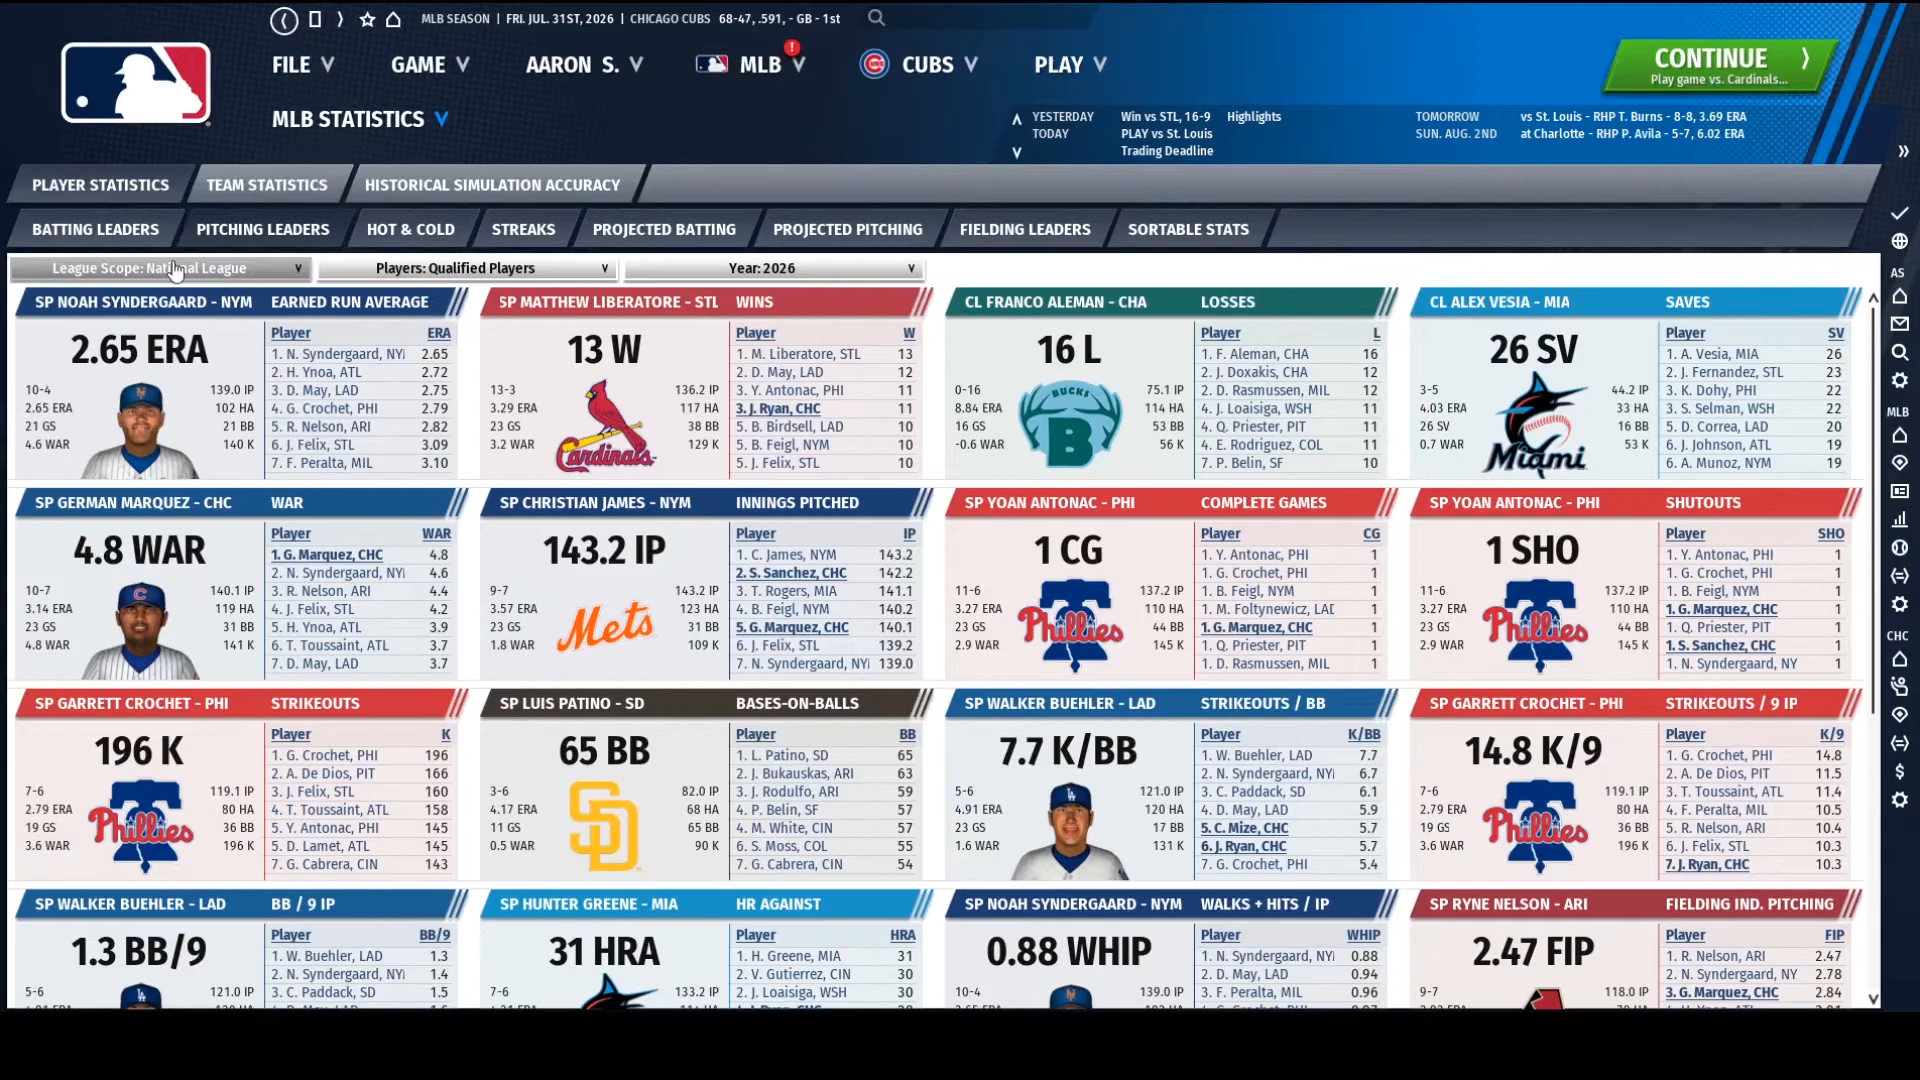 MLB SEASON | FRI. JUL. 31ST, 2026 | CHICAGO CUBS 68-47, .591, - GB - 1st
FILE GAME AARON S. MLB CUBS PLAY
CONTINUE
Play game vs. Cardinals...
MLB STATISTICS
YESTERDAY Win vs STL, 16-9 Highlights TOMORROW vs St. Louis - RHP T. Burns - 8-8, 3.69 ERA
TODAY PLAY vs St. Louis SUN. AUG. 2ND at Charlotte - RHP P. Avila - 5-7, 6.02 ERA
Trading Deadline
PLAYER STATISTICS TEAM STATISTICS HISTORICAL SIMULATION ACCURACY
BATTING LEADERS PITCHING LEADERS HOT & COLD STREAKS PROJECTED BATTING PROJECTED PITCHING FIELDING LEADERS SORTABLE STATS
League Scope: National League Players: Qualified Players Year: 2026
SP NOAH SYNDERGAARD - NYM EARNED RUN AVERAGE
2.65 ERA
10-4 139.0 IP
2.65 ERA 102 HA
21 GS 21 BB
4.6 WAR 140 K
Player ERA
1. N. Syndergaard, NY 2.65
2. H. Ynoa, ATL 2.72
3. D. May, LAD 2.75
4. G. Crochet, PHI 2.79
5. R. Nelson, ARI 2.82
6. J. Felix, STL 3.09
7. F. Peralta, MIL 3.10
SP MATTHEW LIBERATORE - STL WINS
13 W
13-3 136.2 IP
3.29 ERA 117 HA
23 GS 38 BB
3.2 WAR 129 K
Cardinals
Player W
1. M. Liberatore, STL 13
2. D. May, LAD 12
3. Y. Antonac, PHI 11
3. J. Ryan, CHC 11
5. B. Birdsell, LAD 10
5. B. Feigl, NYM 10
5. J. Felix, STL 10
CL FRANCO ALEMAN - CHA LOSSES
16 L
0-16 75.1 IP
8.84 ERA 114 HA
16 GS 53 BB
-0.6 WAR 56 K
BUCKS
B
Player L
1. F. Aleman, CHA 16
2. J. Doxakis, CHA 12
2. D. Rasmussen, MIL 12
4. J. Loaisiga, WSH 11
4. Q. Priester, PIT 11
4. E. Rodriguez, COL 11
7. P. Belin, SF 10
CL ALEX VESIA - MIA SAVES
26 SV
3-5 44.2 IP
4.03 ERA 33 HA
26 SV 16 BB
0.7 WAR 53 K
Miami
Player SV
1. A. Vesia, MIA 26
2. J. Fernandez, STL 23
3. K. Dohy, PHI 22
3. S. Selman, WSH 22
5. D. Correa, LAD 20
6. J. Johnson, ATL 19
6. A. Munoz, NYM 19
SP GERMAN MARQUEZ - CHC WAR
4.8 WAR
10-7 140.1 IP
3.14 ERA 119 HA
23 GS 31 BB
4.8 WAR 141 K
Player WAR
1. G. Marquez, CHC 4.8
2. N. Syndergaard, NY 4.6
3. R. Nelson, ARI 4.4
4. J. Felix, STL 4.2
5. H. Ynoa, ATL 3.9
6. T. Toussaint, ATL 3.7
7. D. May, LAD 3.7
SP CHRISTIAN JAMES - NYM INNINGS PITCHED
143.2 IP
9-7 143.2 IP
3.57 ERA 123 HA
23 GS 31 BB
1.8 WAR 109 K
Mets
Player IP
1. C. James, NYM 143.2
2. S. Sanchez, CHC 142.2
3. T. Rogers, MIA 141.1
4. B. Feigl, NYM 140.2
5. G. Marquez, CHC 140.1
6. J. Felix, STL 139.2
7. N. Syndergaard, NY 139.0
SP YOAN ANTONAC - PHI COMPLETE GAMES
1 CG
11-6 137.2 IP
3.27 ERA 110 HA
23 GS 44 BB
2.9 WAR 145 K
Phillies
Player CG
1. Y. Antonac, PHI 1
1. G. Crochet, PHI 1
1. B. Feigl, NYM 1
1. M. Foltynewicz, LAD 1
1. G. Marquez, CHC 1
1. Q. Priester, PIT 1
1. D. Rasmussen, MIL 1
SP YOAN ANTONAC - PHI SHUTOUTS
1 SHO
11-6 137.2 IP
3.27 ERA 110 HA
23 GS 44 BB
2.9 WAR 145 K
Phillies
Player SHO
1. Y. Antonac, PHI 1
1. G. Crochet, PHI 1
1. B. Feigl, NYM 1
1. G. Marquez, CHC 1
1. Q. Priester, PIT 1
1. S. Sanchez, CHC 1
1. N. Syndergaard, NY 1
SP GARRETT CROCHET - PHI STRIKEOUTS
196 K
7-6 119.1 IP
2.79 ERA 80 HA
19 GS 36 BB
3.6 WAR 196 K
Phillies
Player K
1. G. Crochet, PHI 196
2. A. De Dios, PIT 166
3. J. Felix, STL 160
4. T. Toussaint, ATL 158
5. Y. Antonac, PHI 145
5. D. Lamet, ATL 145
7. G. Cabrera, CIN 143
SP LUIS PATINO - SD BASES-ON-BALLS
65 BB
3-6 82.0 IP
4.17 ERA 68 HA
11 GS 65 BB
0.5 WAR 90 K
SD
Player BB
1. L. Patino, SD 65
2. J. Bukauskas, ARI 63
3. J. Rodulfo, ARI 59
4. P. Belin, SF 57
4. M. White, CIN 57
6. S. Moss, COL 55
7. G. Cabrera, CIN 54
SP WALKER BUEHLER - LAD STRIKEOUTS / BB
7.7 K/BB
5-6 121.0 IP
4.91 ERA 120 HA
23 GS 17 BB
1.6 WAR 131 K
Player K/BB
1. W. Buehler, LAD 7.7
2. N. Syndergaard, NY 6.7
3. C. Paddack, SD 6.1
4. D. May, LAD 5.9
5. C. Mize, CHC 5.7
6. J. Ryan, CHC 5.7
7. G. Crochet, PHI 5.4
SP GARRETT CROCHET - PHI STRIKEOUTS / 9 IP
14.8 K/9
7-6 119.1 IP
2.79 ERA 80 HA
19 GS 36 BB
3.6 WAR 196 K
Phillies
Player K/9
1. G. Crochet, PHI 14.8
2. A. De Dios, PIT 11.5
3. T. Toussaint, ATL 11.4
4. F. Peralta, MIL 10.5
5. R. Nelson, ARI 10.4
6. J. Felix, STL 10.3
7. J. Ryan, CHC 10.3
SP WALKER BUEHLER - LAD BB / 9 IP
1.3 BB/9
5-6 121.0 IP
Player BB/9
1. W. Buehler, LAD 1.3
2. N. Syndergaard, NY 1.4
3. C. Paddack, SD 1.5
SP HUNTER GREENE - MIA HR AGAINST
31 HRA
7-6 133.2 IP
Player HRA
1. H. Greene, MIA 31
2. V. Gutierrez, CIN 30
2. J. Loaisiga, WSH 30
SP NOAH SYNDERGAARD - NYM WALKS + HITS / IP
0.88 WHIP
10-4 139.0 IP
Player WHIP
1. N. Syndergaard, NY 0.88
2. D. May, LAD 0.94
3. F. Peralta, MIL 0.96
SP RYNE NELSON - ARI FIELDING IND. PITCHING
2.47 FIP
9-7 118.0 IP
Player FIP
1. R. Nelson, ARI 2.47
2. N. Syndergaard, NY 2.78
3. G. Marquez, CHC 2.84
AS
MLB
CHC
$